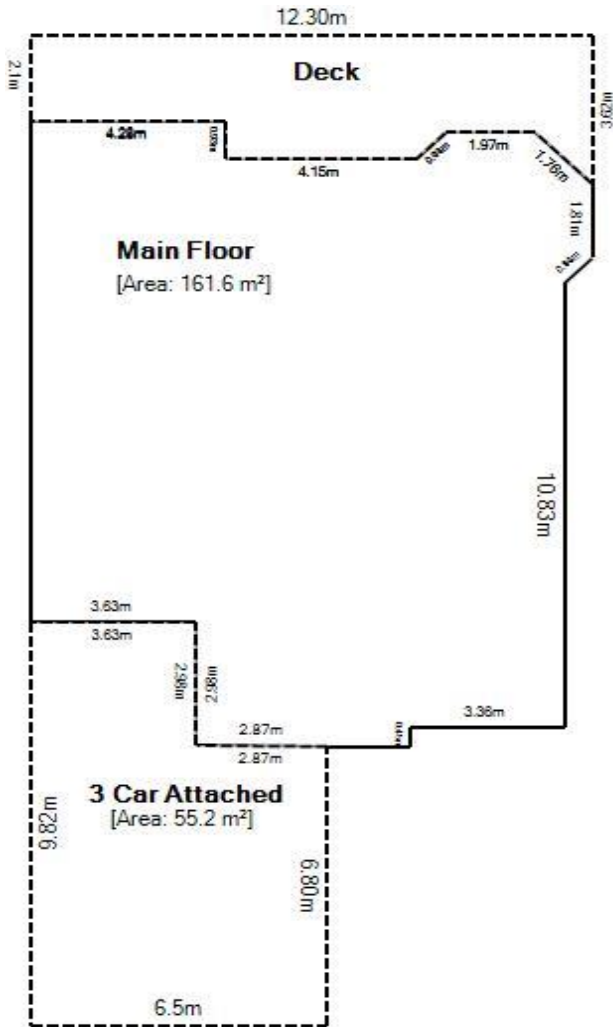 12.30m
2.1m
Deck
3.62m
4.28m
4.15m
1.97m
1.76m
1.81m
Main Floor
[Area: 161.6 m²]
10.83m
3.63m
3.63m
2.98m
2.98m
3.36m
2.87m
2.87m
3 Car Attached
[Area: 55.2 m²]
9.82m
6.80m
6.5m